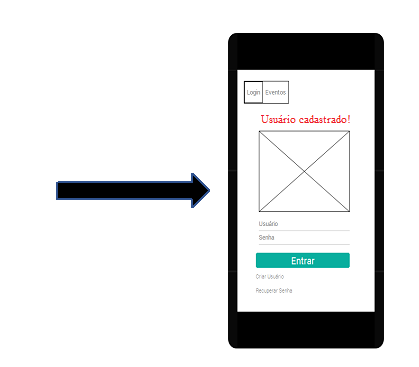 Login Eventos
Usuário cadastrado!
Usuário
Senha
Entrar
Criar Usuário
Recuperar Senha